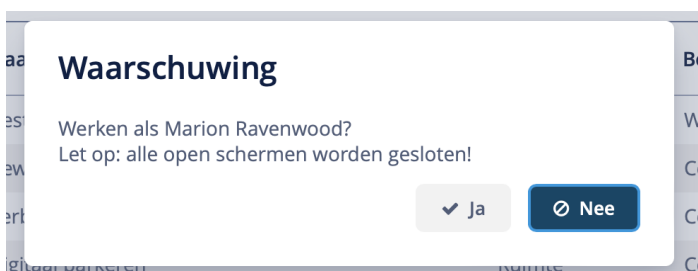 Waarschuwing
Werken als Marion Ravenwood?
Let op: alle open schermen worden gesloten!
Ja
Nee